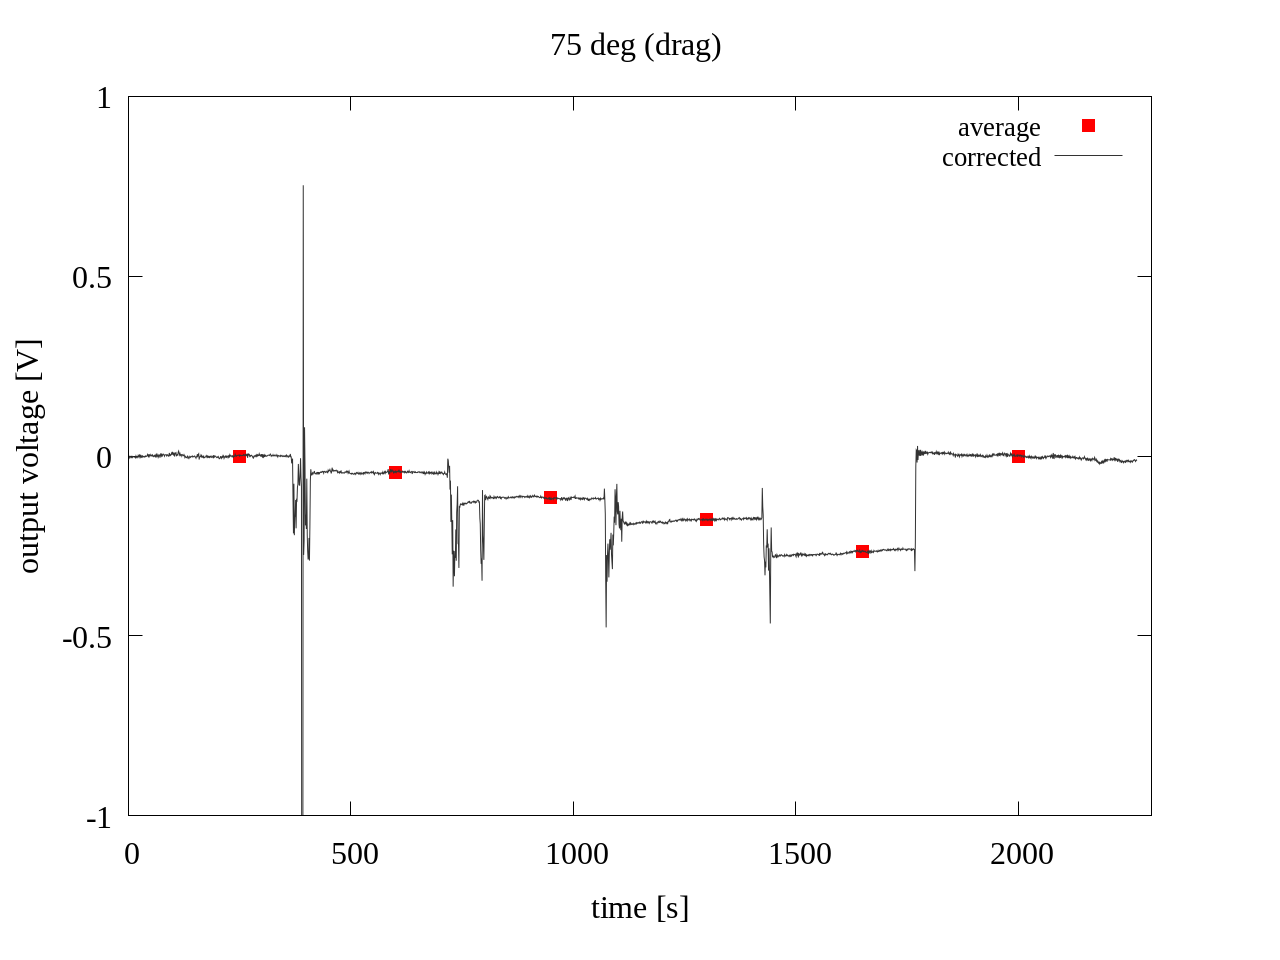 75 deg (drag)
1
average
corrected
0.5
0
-0.5
-1
output voltage [V]
0 500 1000 1500 2000
time [s]